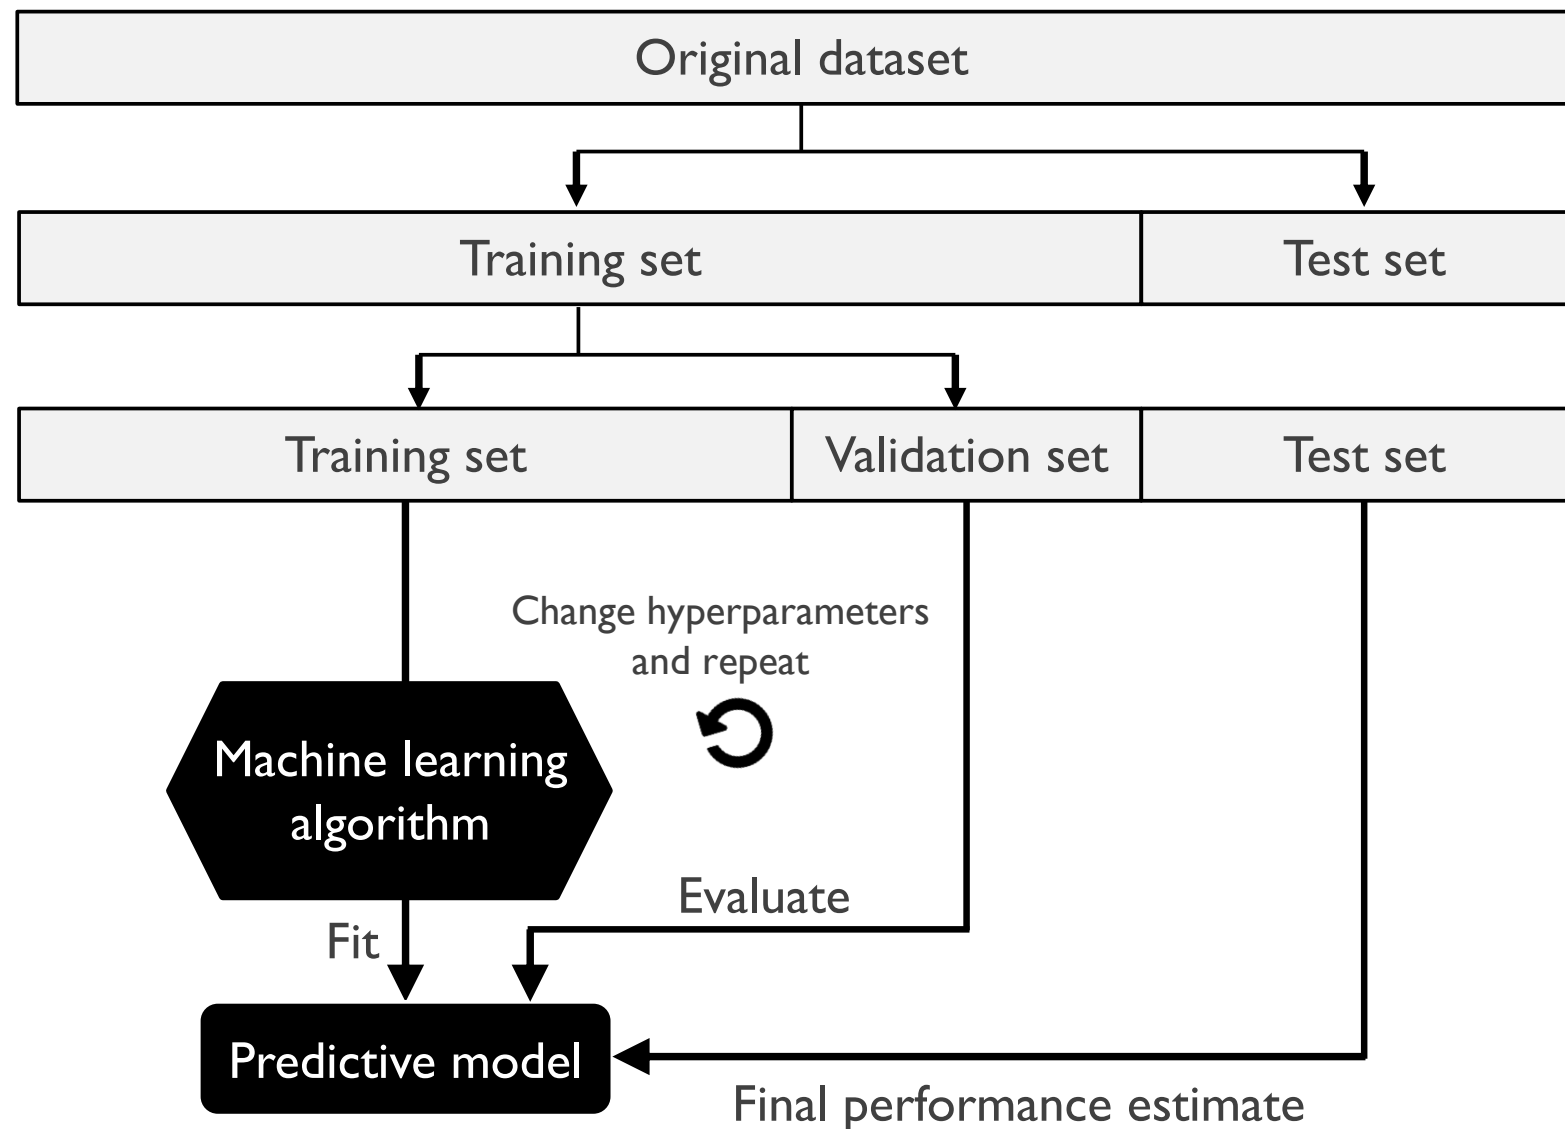 Original dataset
Training set
Test set
Training set
Validation set
Test set
Change hyperparameters
and repeat
Machine learning
algorithm
Evaluate
Fit
Predictive model
Final performance estimate